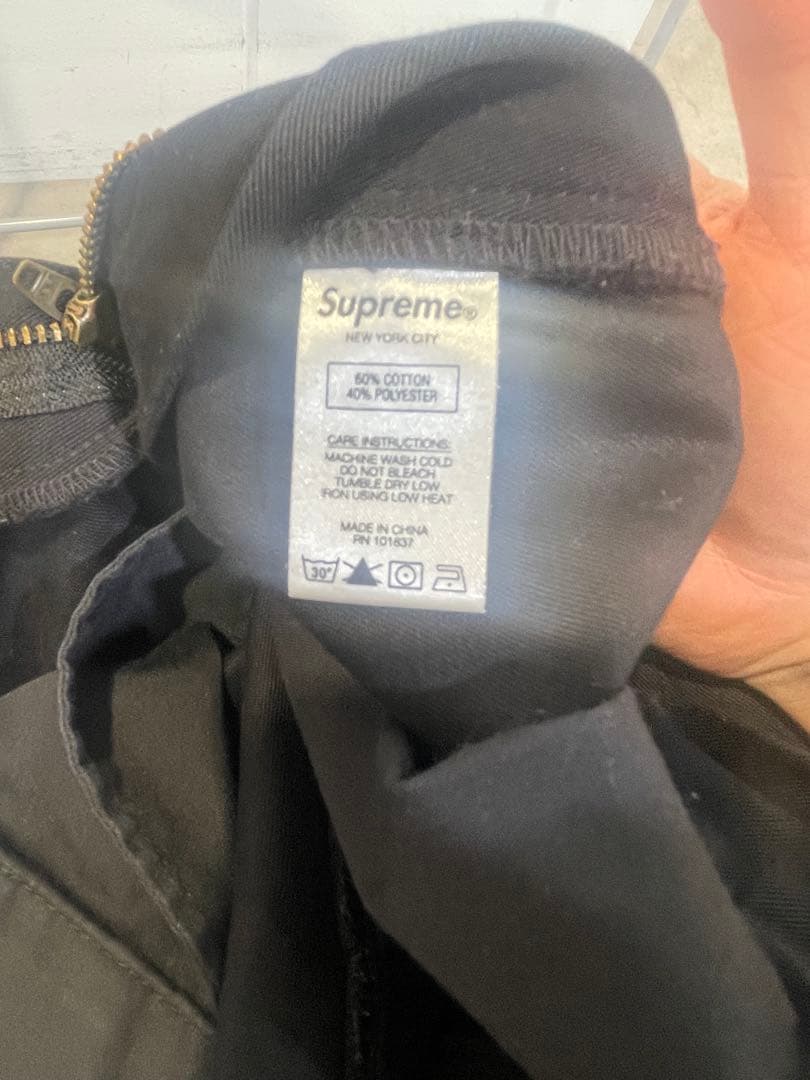 Supreme®
NEW YORK CITY
60% COTTON
40% POLYESTER
CARE INSTRUCTIONS:
MACHINE WASH COLD
DO NOT BLEACH
TUMBLE DRY LOW
IRON USING LOW HEAT
MADE IN CHINA
RN 101837
30°